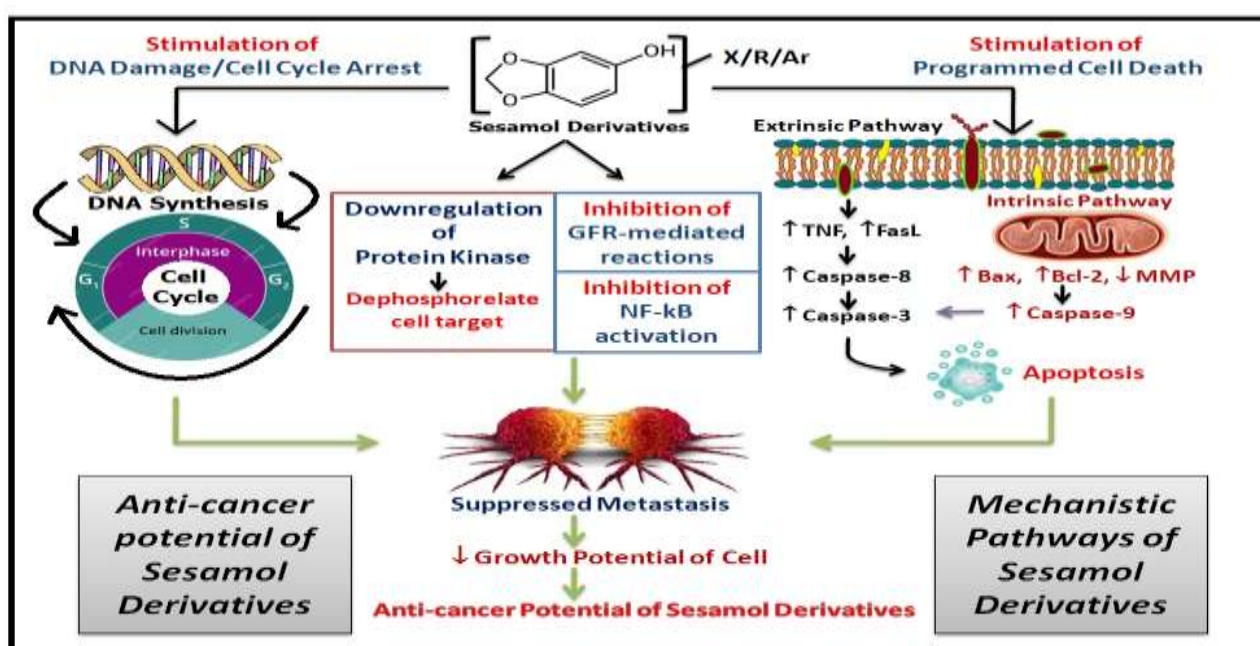 Stimulation of
DNA Damage/Cell Cycle Arrest
O
O
OH
X/R/Ar
Sesamol Derivatives
Stimulation of
Programmed Cell Death
DNA Synthesis
S
G1
G2
Interphase
Cell
Cycle
Cell division
Downregulation
of
Protein Kinase
Dephosphorelate
cell target
Inhibition of
GFR-mediated
reactions
Inhibition of
NF-kB
activation
Extrinsic Pathway
↑TNF, ↑FasL
↑ Caspase-8
↑ Caspase-3
Intrinsic Pathway
↑ Bax, ↑Bcl-2, ↓ MMP
↑ Caspase-9
Apoptosis
Suppressed Metastasis
↓ Growth Potential of Cell
Anti-cancer Potential of Sesamol Derivatives
Anti-cancer
potential of
Sesamol
Derivatives
Mechanistic
Pathways of
Sesamol
Derivatives